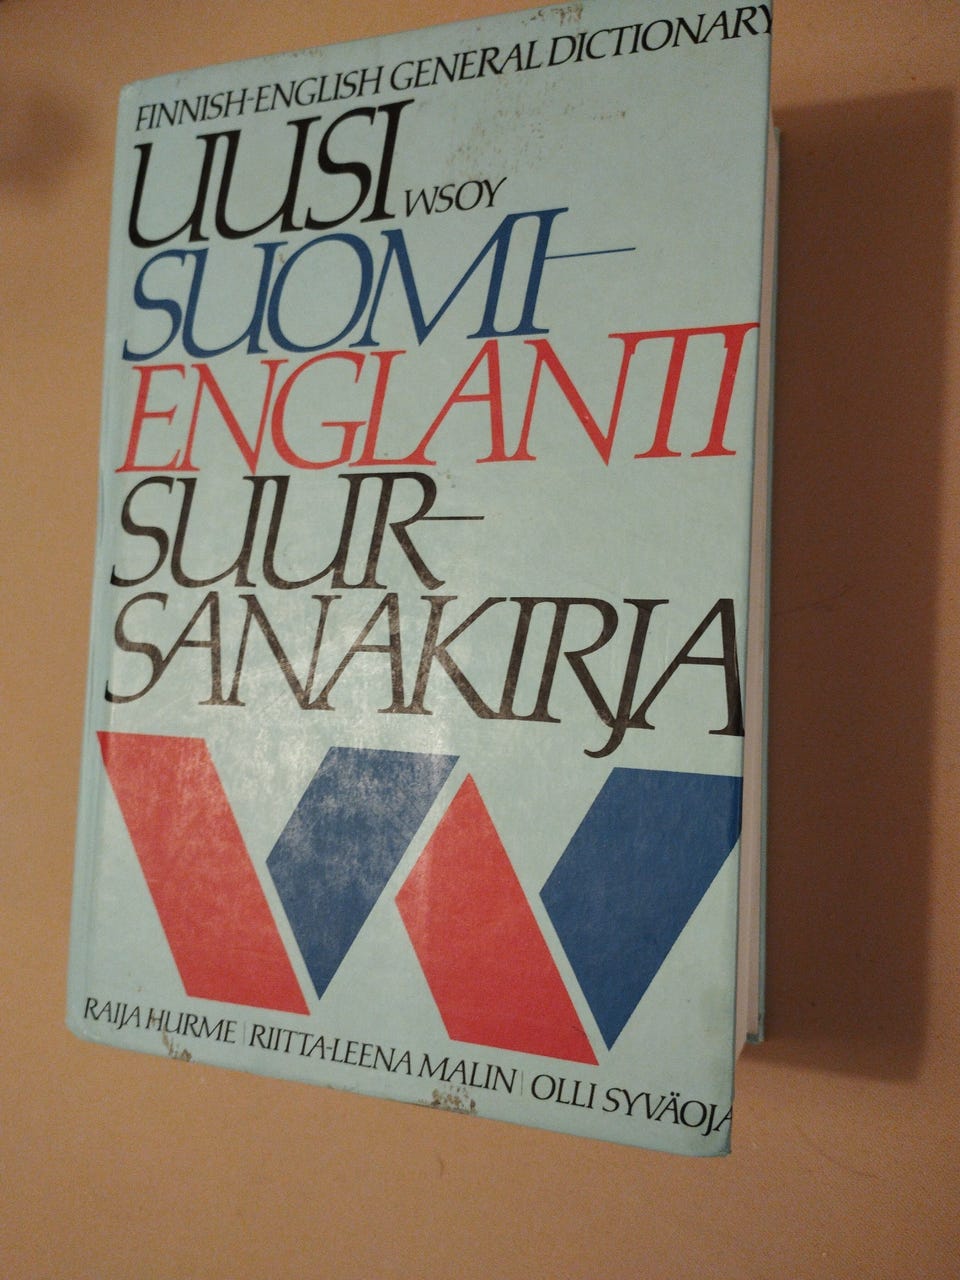 FINNISH-ENGLISH GENERAL DICTIONARY
UUSI WSOY
SUOMI-
ENGLANTI
SUUR-
SANAKIRJA
RAIJA HURME | RIITTA-LEENA MALIN | OLLI SYVÄOJA